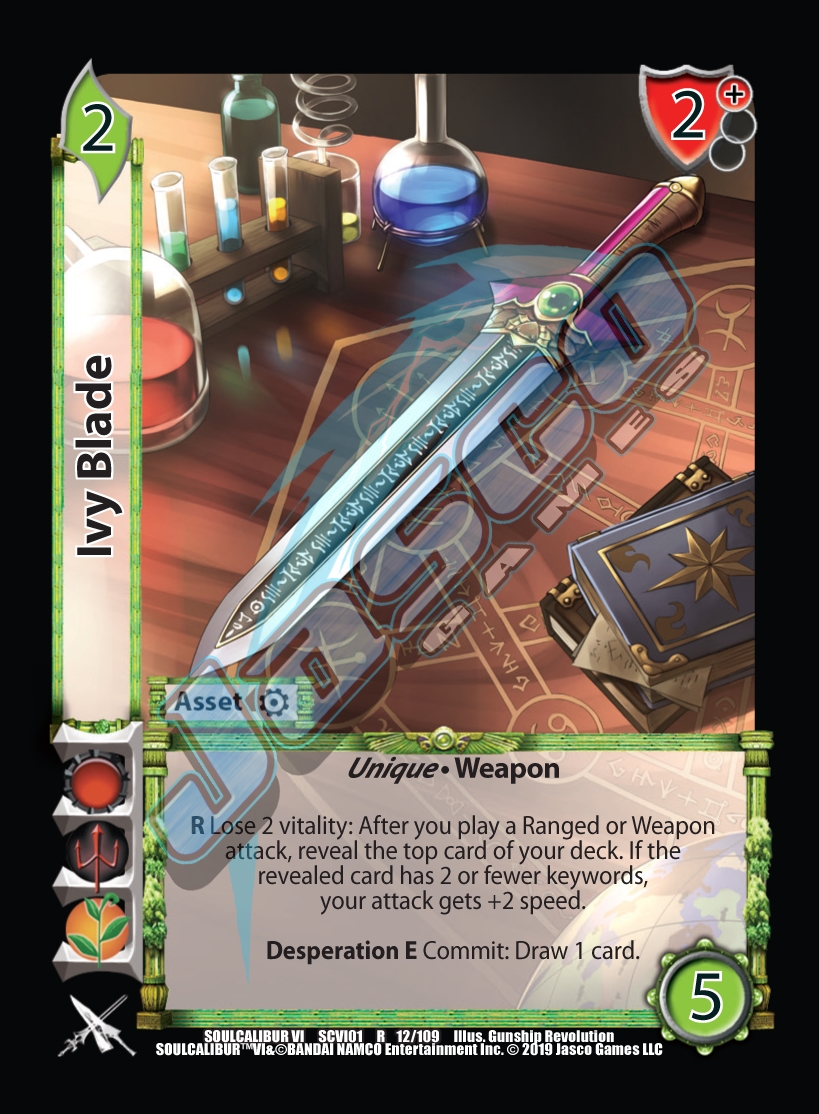 2
2 +
Ivy Blade
JASCO
GAMES
Asset
Unique • Weapon
R Lose 2 vitality: After you play a Ranged or Weapon
attack, reveal the top card of your deck. If the
revealed card has 2 or fewer keywords,
your attack gets +2 speed.
Desperation E Commit: Draw 1 card.
5
SOULCALIBUR VI SCVI01 R 12/109 Illus. Gunship Revolution
SOULCALIBUR™VI&©BANDAI NAMCO Entertainment Inc. © 2019 Jasco Games LLC